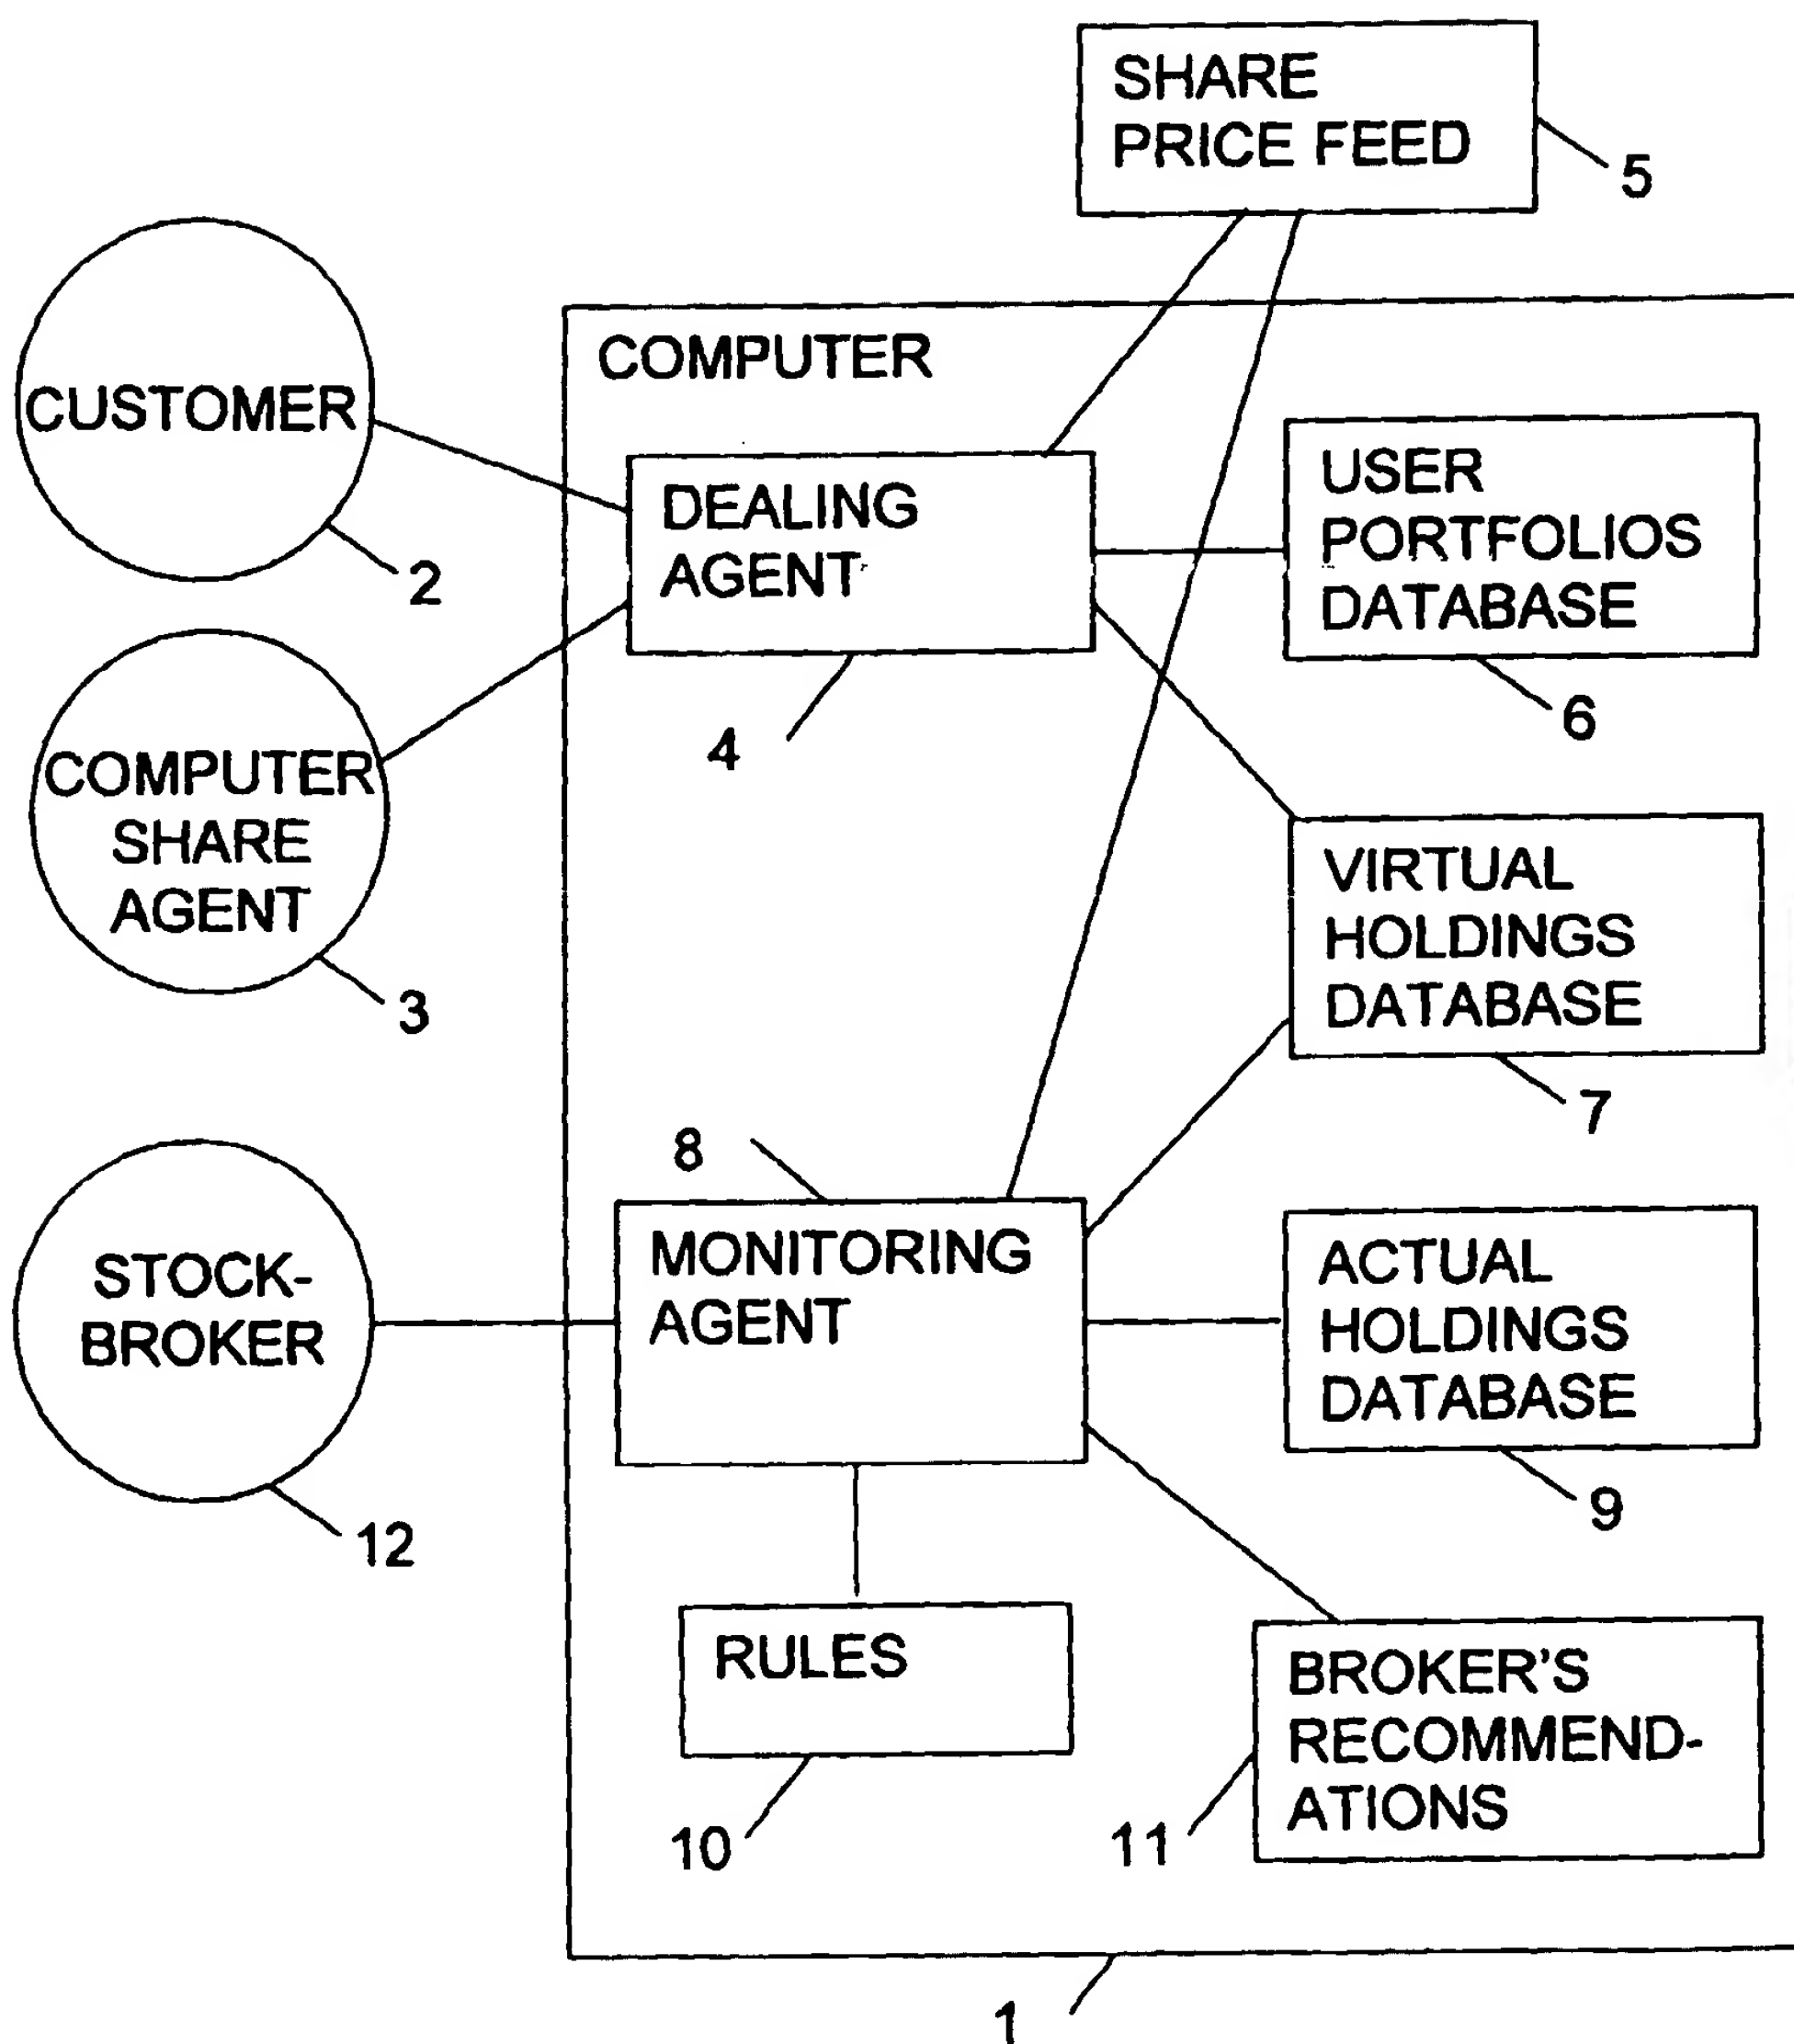 SHARE
PRICE FEED
5
CUSTOMER
2
COMPUTER
DEALING
AGENT
4
USER
PORTFOLIOS
DATABASE
6
COMPUTER
SHARE
AGENT
3
VIRTUAL
HOLDINGS
DATABASE
7
8
MONITORING
AGENT
STOCK-
BROKER
12
ACTUAL
HOLDINGS
DATABASE
9
RULES
10
BROKER'S
RECOMMEND-
ATIONS
11
1